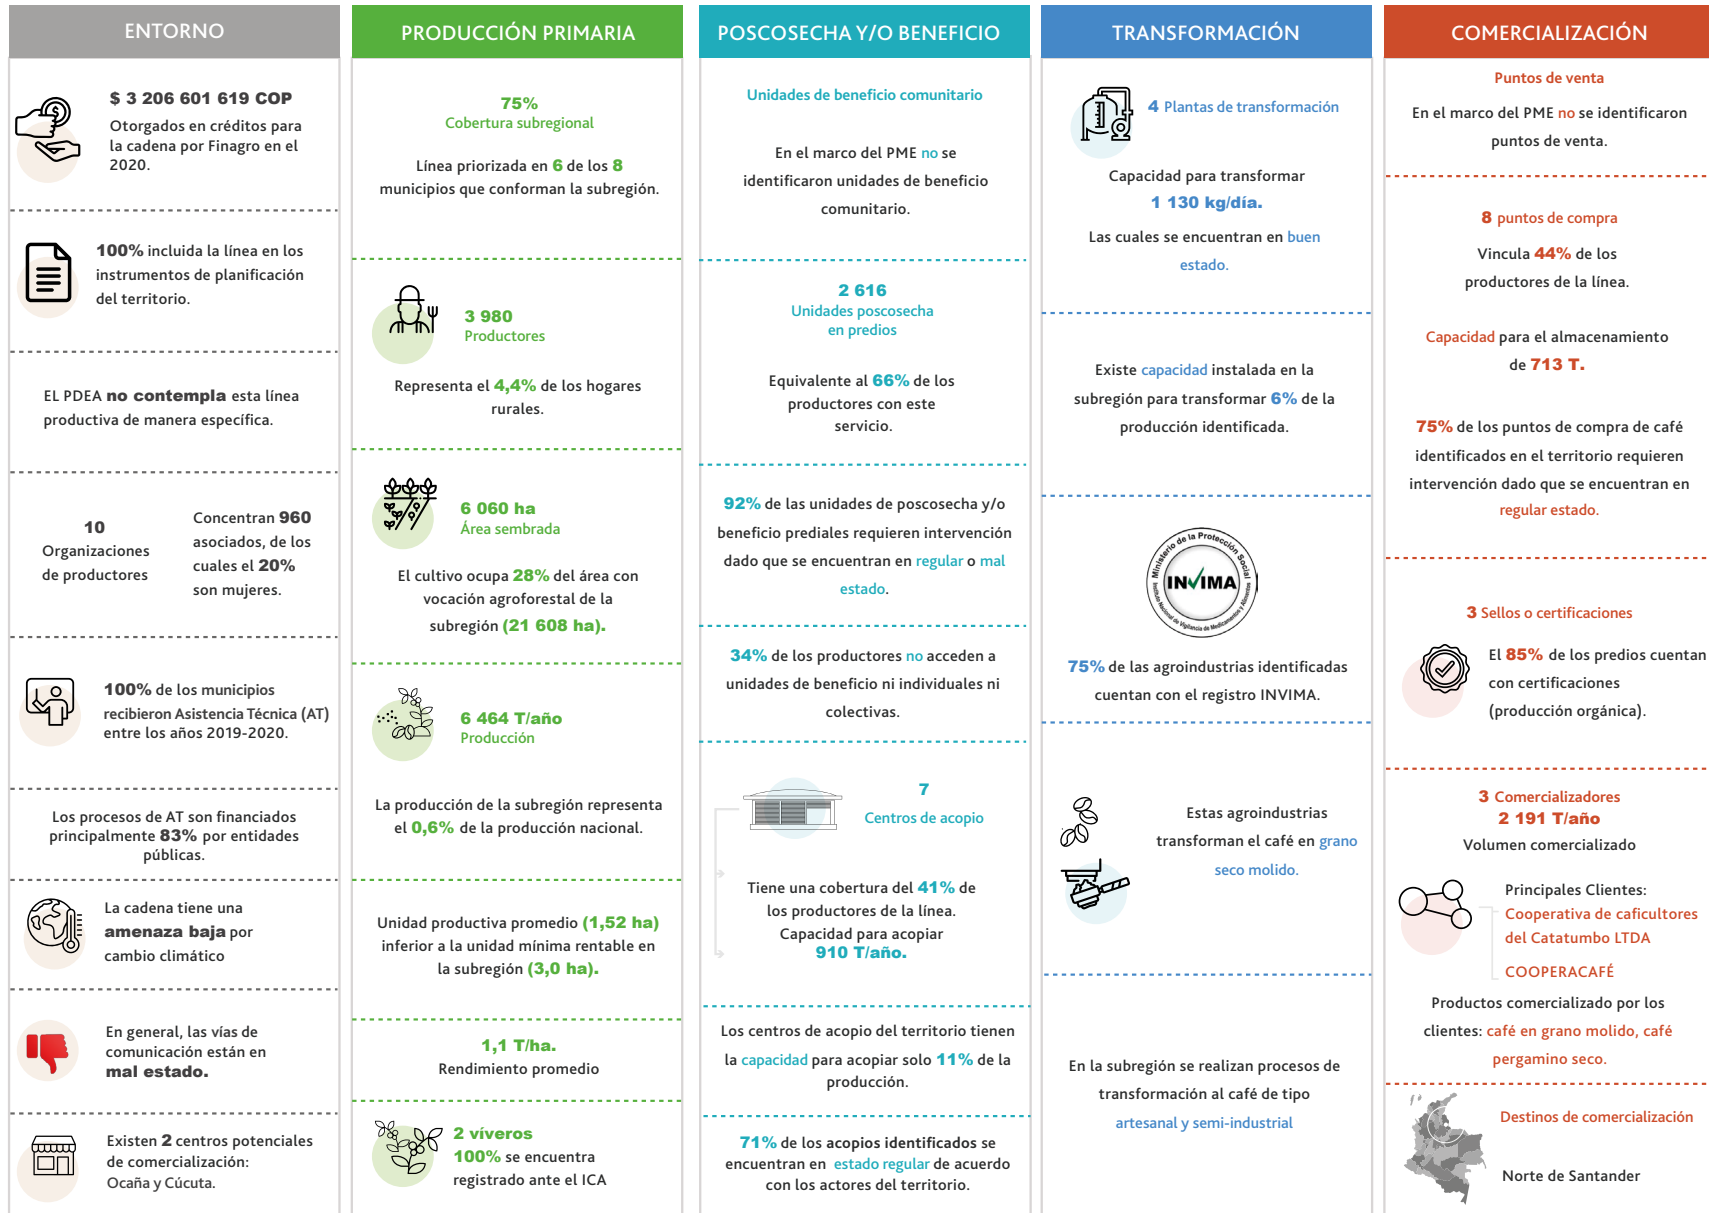 ENTORNO
$ 3 206 601 619 COP
Otorgados en créditos para
la cadena por Finagro en el
2020.
100% incluida la línea en los
instrumentos de planificación
del territorio.
EL PDEA no contempla esta línea
productiva de manera específica.
10
Organizaciones
de productores
Concentran 960
asociados, de los
cuales el 20%
son mujeres.
100% de los municipios
recibieron Asistencia Técnica (AT)
entre los años 2019-2020.
Los procesos de AT son financiados
principalmente 83% por entidades
públicas.
La cadena tiene una
amenaza baja por
cambio climático
En general, las vías de
comunicación están en
mal estado.
Existen 2 centros potenciales
de comercialización:
Ocaña y Cúcuta.
PRODUCCIÓN PRIMARIA
75%
Cobertura subregional
Línea priorizada en 6 de los 8
municipios que conforman la subregión.
3 980
Productores
Representa el 4,4% de los hogares
rurales.
6 060 ha
Área sembrada
El cultivo ocupa 28% del área con
vocación agroforestal de la
subregión (21 608 ha).
6 464 T/año
Producción
La producción de la subregión representa
el 0,6% de la producción nacional.
Unidad productiva promedio (1,52 ha)
inferior a la unidad mínima rentable en
la subregión (3,0 ha).
1,1 T/ha.
Rendimiento promedio
2 víveros
100% se encuentra
registrado ante el ICA
POSCOSECHA Y/O BENEFICIO
Unidades de beneficio comunitario
En el marco del PME no se
identificaron unidades de beneficio
comunitario.
2 616
Unidades poscosecha
en predios
Equivalente al 66% de los
productores con este
servicio.
92% de las unidades de poscosecha y/o
beneficio prediales requieren intervención
dado que se encuentran en regular o mal
estado.
34% de los productores no acceden a
unidades de beneficio ni individuales ni
colectivas.
7
Centros de acopio
Tiene una cobertura del 41% de
los productores de la línea.
Capacidad para acopiar
910 T/año.
Los centros de acopio del territorio tienen
la capacidad para acopiar solo 11% de la
producción.
71% de los acopios identificados se
encuentran en estado regular de acuerdo
con los actores del territorio.
TRANSFORMACIÓN
4 Plantas de transformación
Capacidad para transformar
1 130 kg/día.
Las cuales se encuentran en buen
estado.
Existe capacidad instalada en la
subregión para transformar 6% de la
producción identificada.
Ministerio de la Protección Social
INVIMA
Instituto Nacional de Vigilancia de Medicamentos y Alimentos
75% de las agroindustrias identificadas
cuentan con el registro INVIMA.
Estas agroindustrias
transforman el café en grano
seco molido.
En la subregión se realizan procesos de
transformación al café de tipo
artesanal y semi-industrial
COMERCIALIZACIÓN
Puntos de venta
En el marco del PME no se identificaron
puntos de venta.
8 puntos de compra
Vincula 44% de los
productores de la línea.
Capacidad para el almacenamiento
de 713 T.
75% de los puntos de compra de café
identificados en el territorio requieren
intervención dado que se encuentran en
regular estado.
3 Sellos o certificaciones
El 85% de los predios cuentan
con certificaciones
(producción orgánica).
3 Comercializadores
2 191 T/año
Volumen comercializado
Principales Clientes:
Cooperativa de caficultores
del Catatumbo LTDA
COOPERACAFÉ
Productos comercializado por los
clientes: café en grano molido, café
pergamino seco.
Destinos de comercialización
Norte de Santander